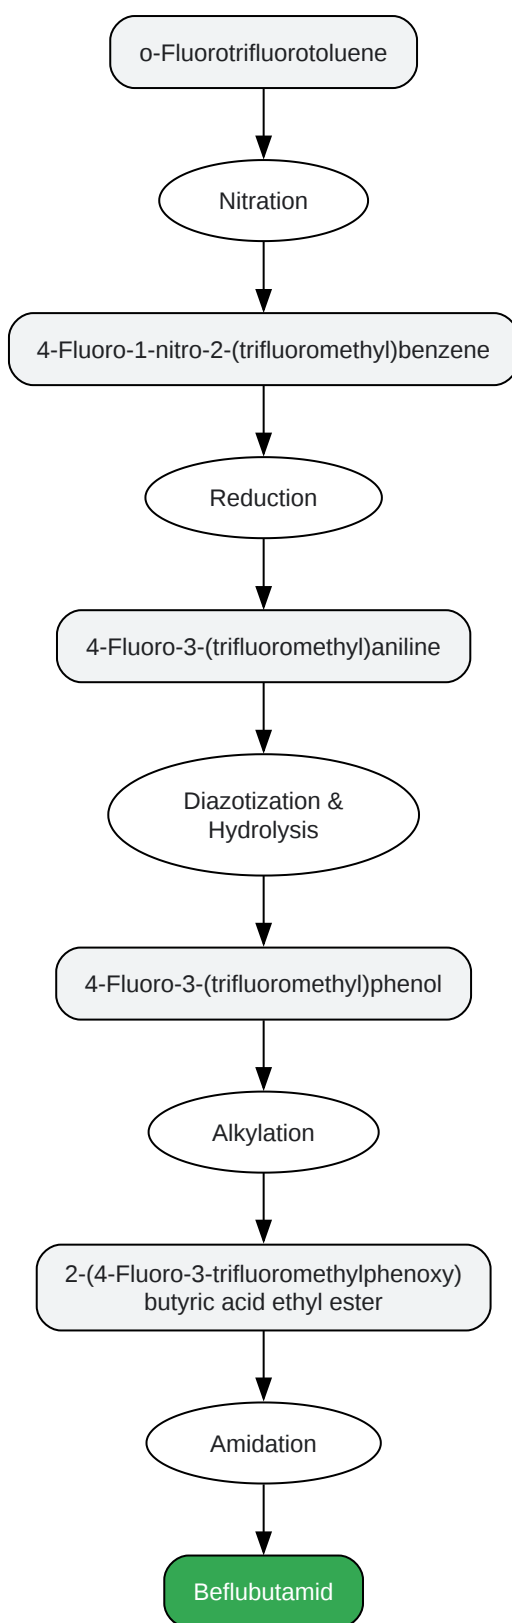 o-Fluorotrifluorotoluene
Nitration
4-Fluoro-1-nitro-2-(trifluoromethyl)benzene
Reduction
4-Fluoro-3-(trifluoromethyl)aniline
Diazotization &
Hydrolysis
4-Fluoro-3-(trifluoromethyl)phenol
Alkylation
2-(4-Fluoro-3-trifluoromethylphenoxy)
butyric acid ethyl ester
Amidation
Beflubutamid